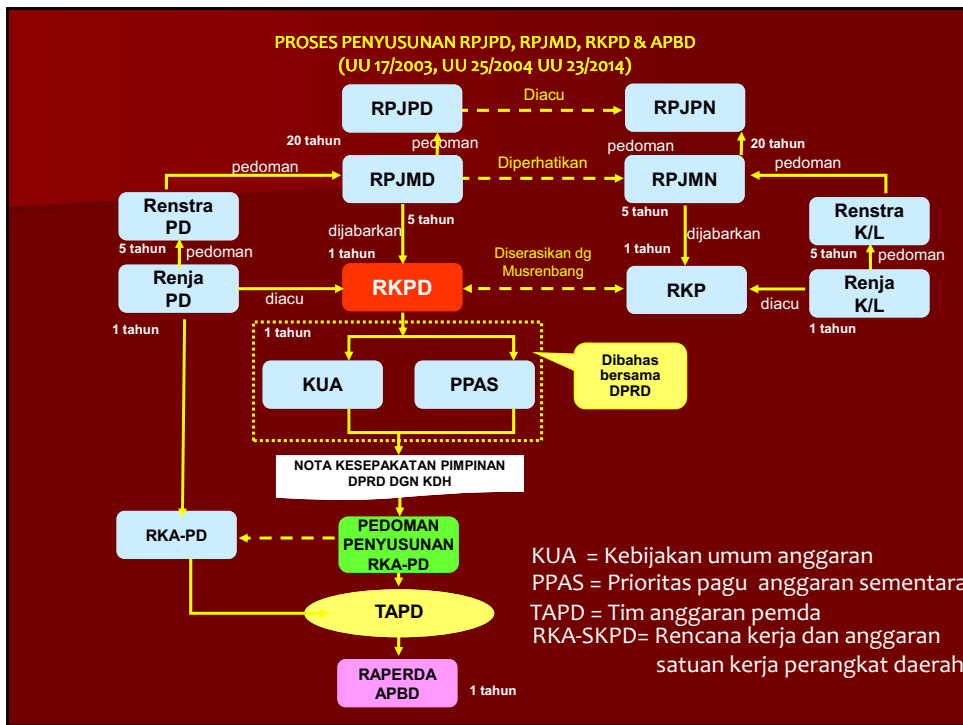 PROSES PENYUSUNAN RPJPD, RPJMD, RKPD & APBD
(UU 17/2003, UU 25/2004 UU 23/2014)
RPJPD
Diacu
RPJPN
20 tahun
pedoman
pedoman
20 tahun
pedoman
RPJMD
Diperhatikan
RPJMN
pedoman
Renstra
PD
5 tahun
5 tahun
Renstra
K/L
5 tahun
pedoman
dijabarkan
1 tahun
Diserasikan dg
Musrenbang
dijabarkan
1 tahun
5 tahun
pedoman
Renja
PD
diacu
RKPD
RKP
diacu
Renja
K/L
1 tahun
1 tahun
1 tahun
KUA
PPAS
Dibahas
bersama
DPRD
NOTA KESEPAKATAN PIMPINAN
DPRD DGN KDH
RKA-PD
PEDOMAN
PENYUSUNAN
RKA-PD
TAPD
RAPERDA
APBD
1 tahun
KUA = Kebijakan umum anggaran
PPAS = Prioritas pagu anggaran sementara
TAPD = Tim anggaran pemda
RKA-SKPD= Rencana kerja dan anggaran
satuan kerja perangkat daerah